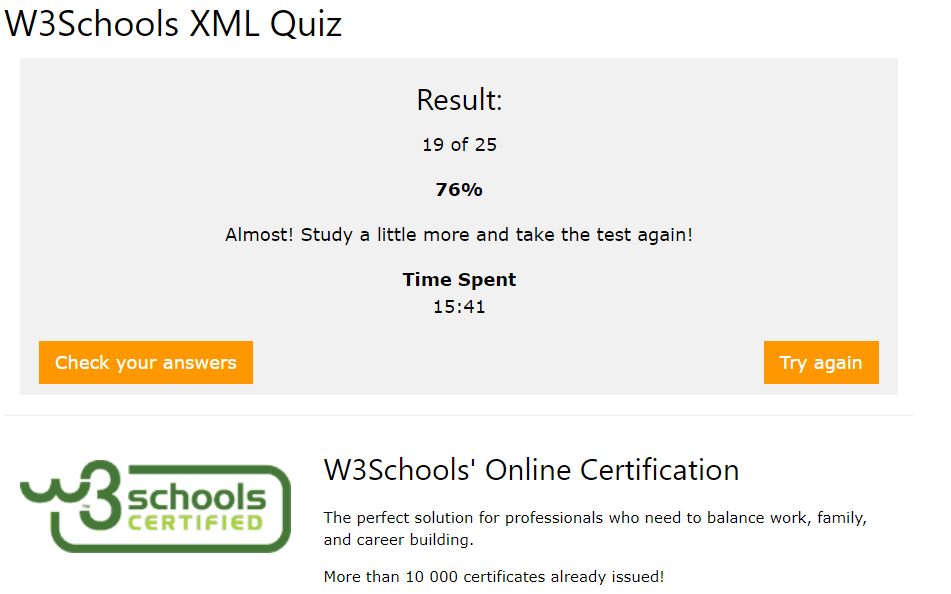 W3Schools XML Quiz
Result:
19 of 25
76%
Almost! Study a little more and take the test again!
Time Spent
15:41
Check your answers
Try again
w3schools
CERTIFIED
W3Schools' Online Certification
The perfect solution for professionals who need to balance work, family,
and career building.
More than 10 000 certificates already issued!